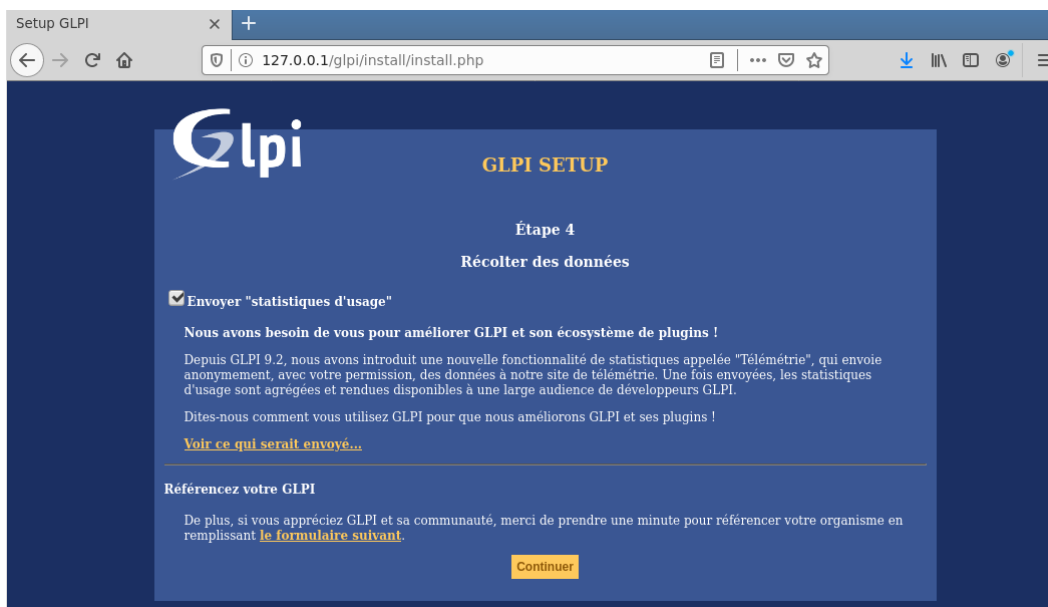 Setup GLPI
127.0.0.1/glpi/install/install.php
Glpi
GLPI SETUP
Étape 4
Récolter des données
Envoyer "statistiques d'usage"
Nous avons besoin de vous pour améliorer GLPI et son écosystème de plugins !
Depuis GLPI 9.2, nous avons introduit une nouvelle fonctionnalité de statistiques appelée "Télémétrie", qui envoie
anonymement, avec votre permission, des données à notre site de télémétrie. Une fois envoyées, les statistiques
d'usage sont agrégées et rendues disponibles à une large audience de développeurs GLPI.
Dites-nous comment vous utilisez GLPI pour que nous améliorons GLPI et ses plugins !
Voir ce qui serait envoyé...
Référencez votre GLPI
De plus, si vous appréciez GLPI et sa communauté, merci de prendre une minute pour référencer votre organisme en
remplissant le formulaire suivant.
Continuer